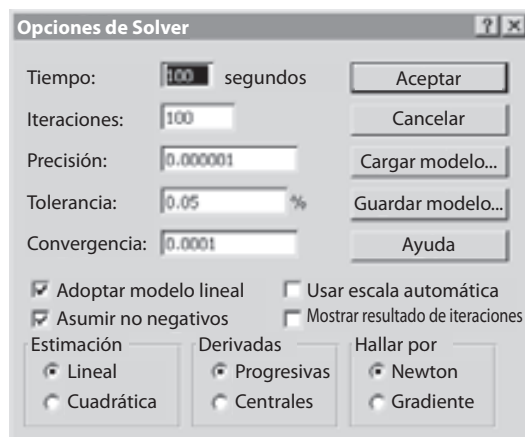 Opciones de Solver
Tiempo: 100 segundos Aceptar
Iteraciones: 100 Cancelar
Precisión: 0.000001 Cargar modelo...
Tolerancia: 0.05 % Guardar modelo...
Convergencia: 0.0001 Ayuda
Adoptar modelo lineal Usar escala automática
Asumir no negativos Mostrar resultado de iteraciones
Estimación Derivadas Hallar por
Lineal Progresivas Newton
Cuadrática Centrales Gradiente